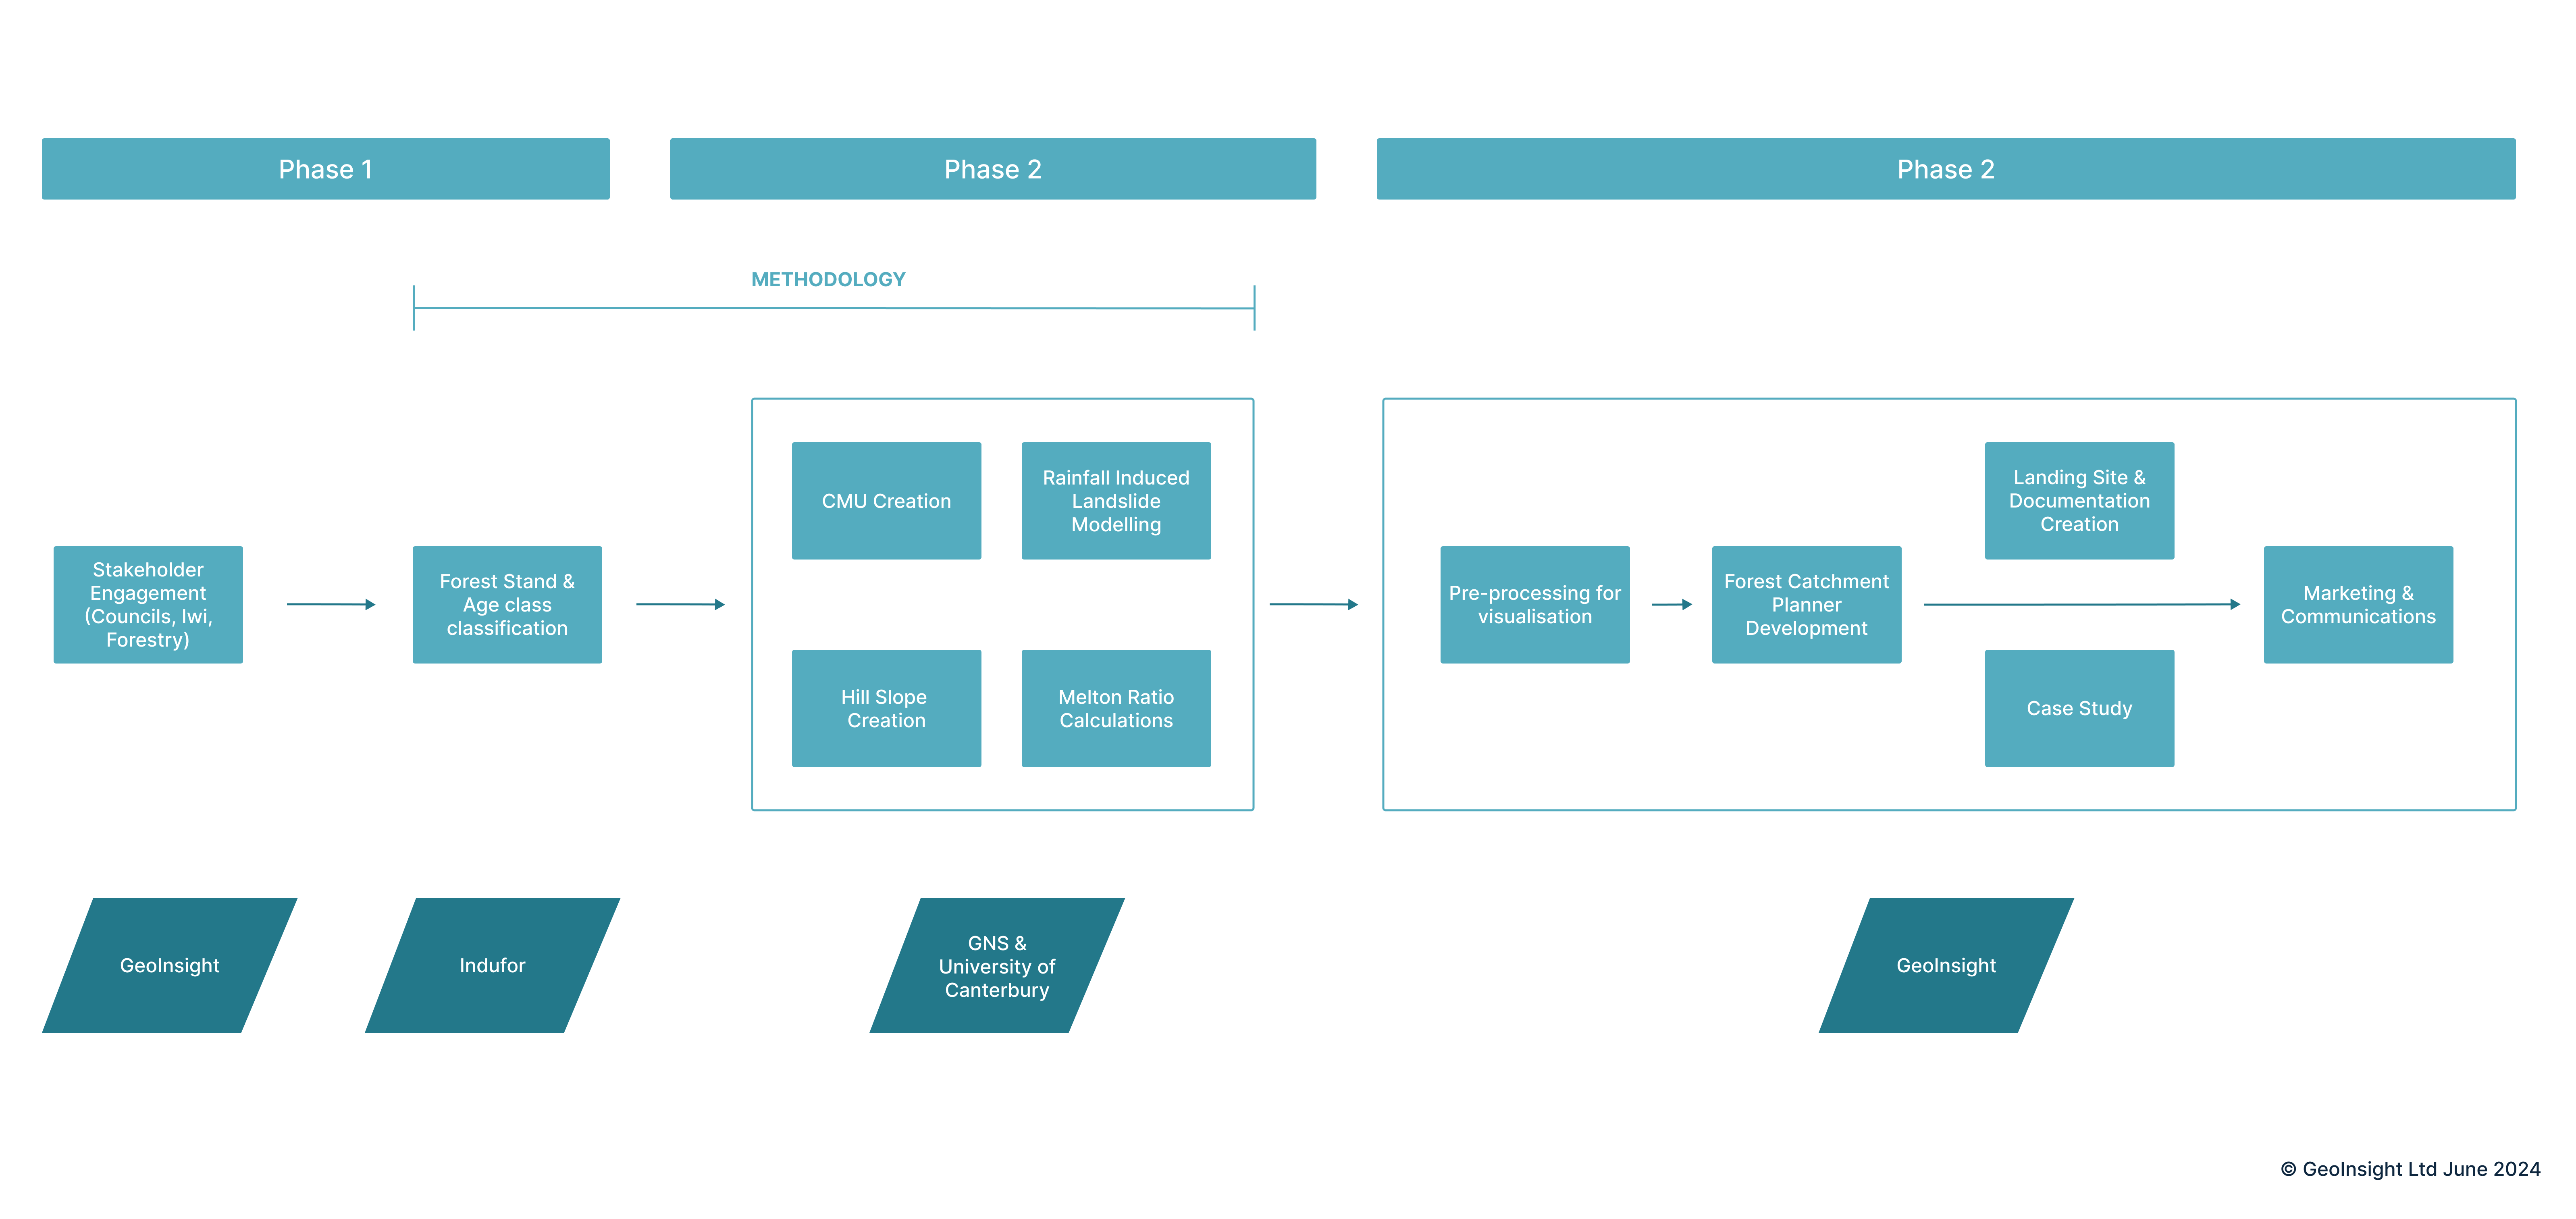 Phase 1
Phase 2
Phase 2
METHODOLOGY
Stakeholder
Engagement
(Councils, Iwi,
Forestry)
Forest Stand &
Age class
classification
CMU Creation
Rainfall Induced
Landslide
Modelling
Hill Slope
Creation
Melton Ratio
Calculations
Pre-processing for
visualisation
Forest Catchment
Planner
Development
Landing Site &
Documentation
Creation
Case Study
Marketing &
Communications
GeoInsight
Indufor
GNS &
University of
Canterbury
GeoInsight
© GeoInsight Ltd June 2024